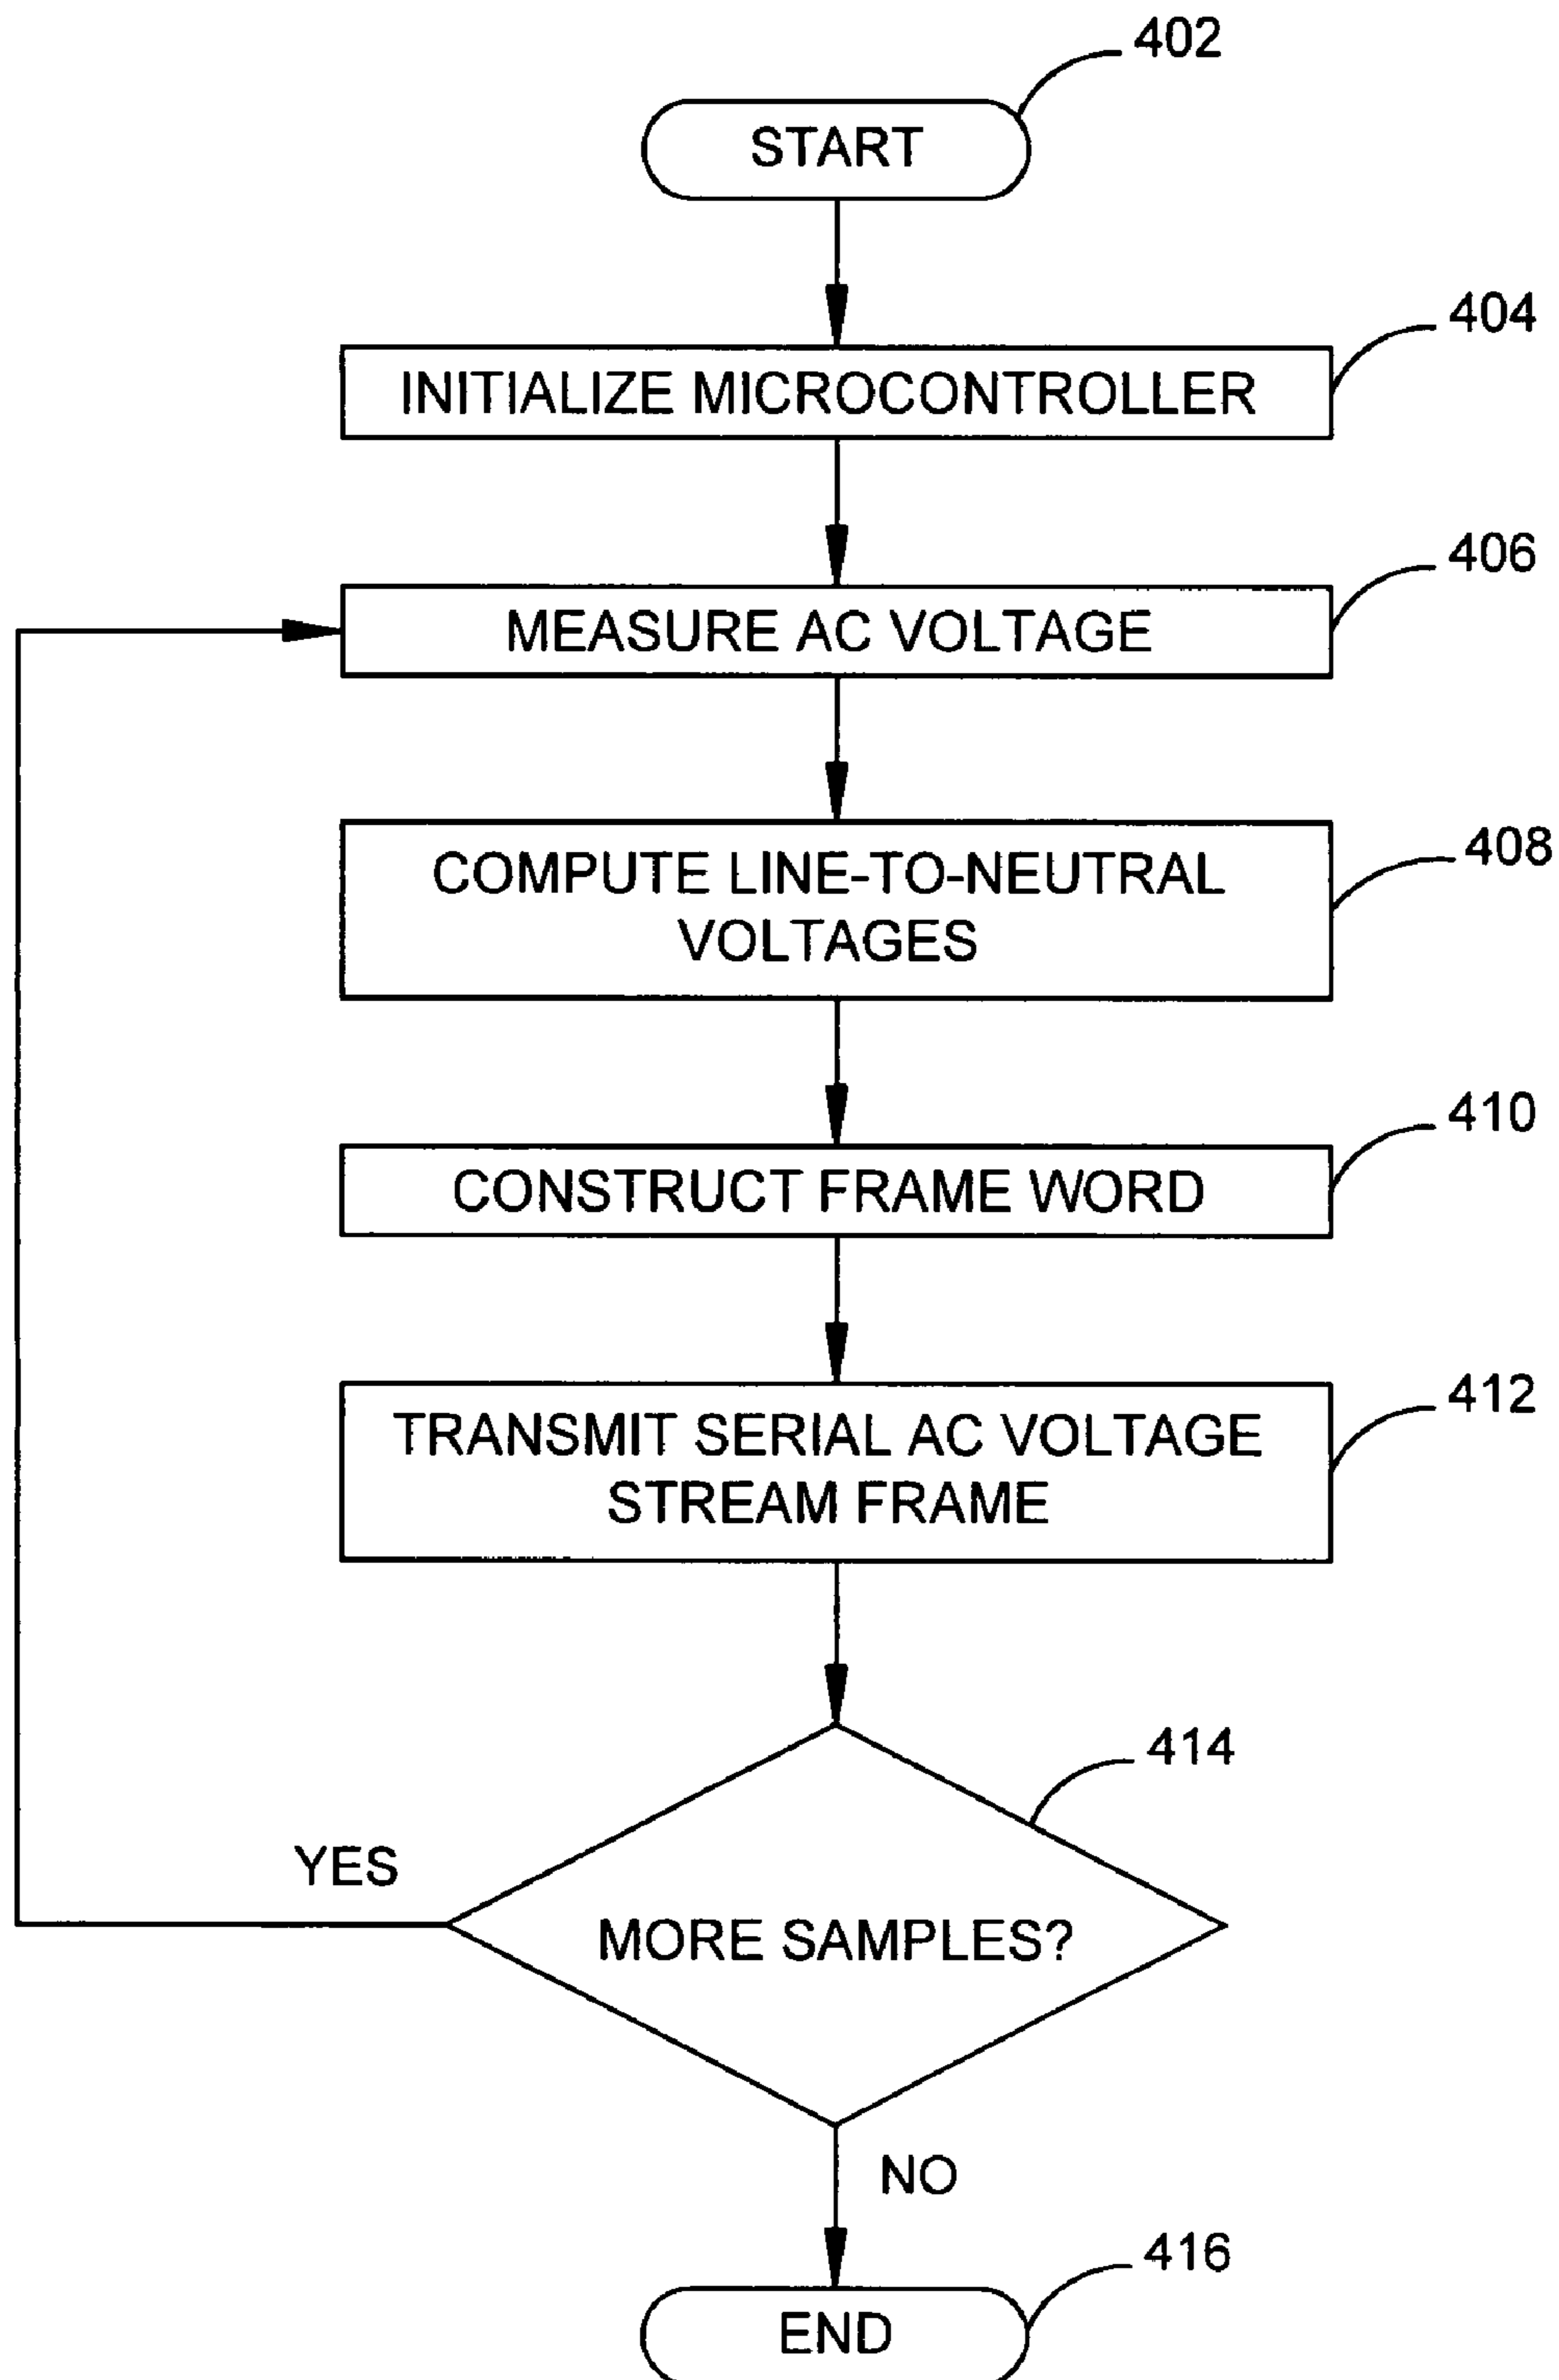 402
START
404
INITIALIZE MICROCONTROLLER
406
MEASURE AC VOLTAGE
408
COMPUTE LINE-TO-NEUTRAL
VOLTAGES
410
CONSTRUCT FRAME WORD
412
TRANSMIT SERIAL AC VOLTAGE
STREAM FRAME
414
YES
MORE SAMPLES?
NO
416
END